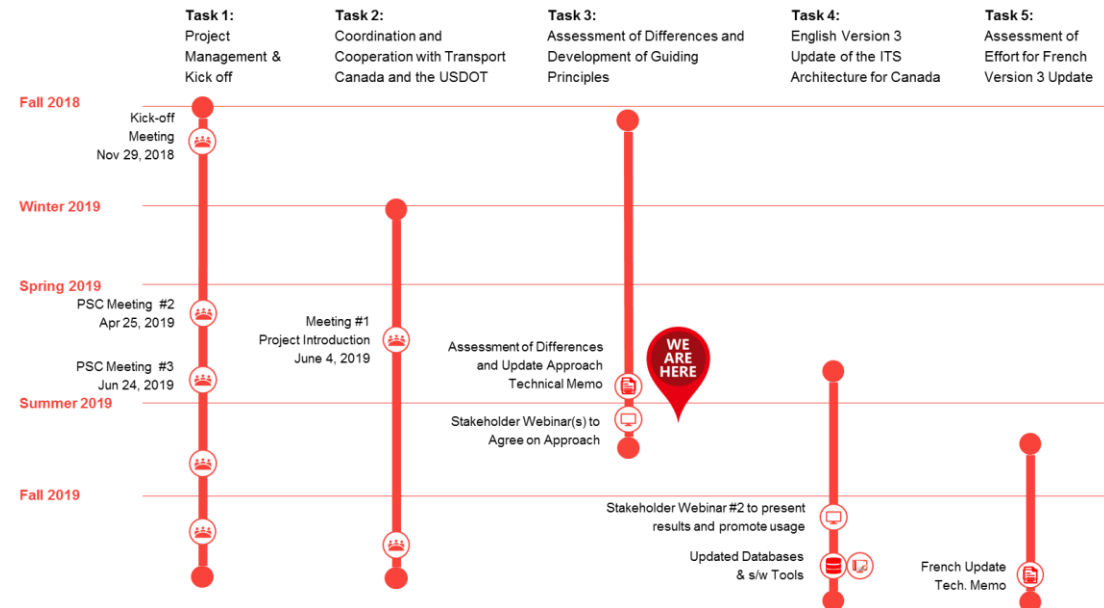 Task 1:
Project
Management &
Kick off
Task 2:
Coordination and
Cooperation with Transport
Canada and the USDOT
Task 3:
Assessment of Differences and
Development of Guiding
Principles
Task 4:
English Version 3
Update of the ITS
Architecture for Canada
Task 5:
Assessment of
Effort for French
Version 3 Update
Fall 2018
Kick-off
Meeting
Nov 29, 2018
Winter 2019
Spring 2019
PSC Meeting #2
Apr 25, 2019
Meeting #1
Project Introduction
June 4, 2019
PSC Meeting #3
Jun 24, 2019
Assessment of Differences
and Update Approach
Technical Memo
WE
ARE
HERE
Summer 2019
Stakeholder Webinar(s) to
Agree on Approach
Fall 2019
Stakeholder Webinar #2 to present
results and promote usage
Updated Databases
& s/w Tools
French Update
Tech. Memo